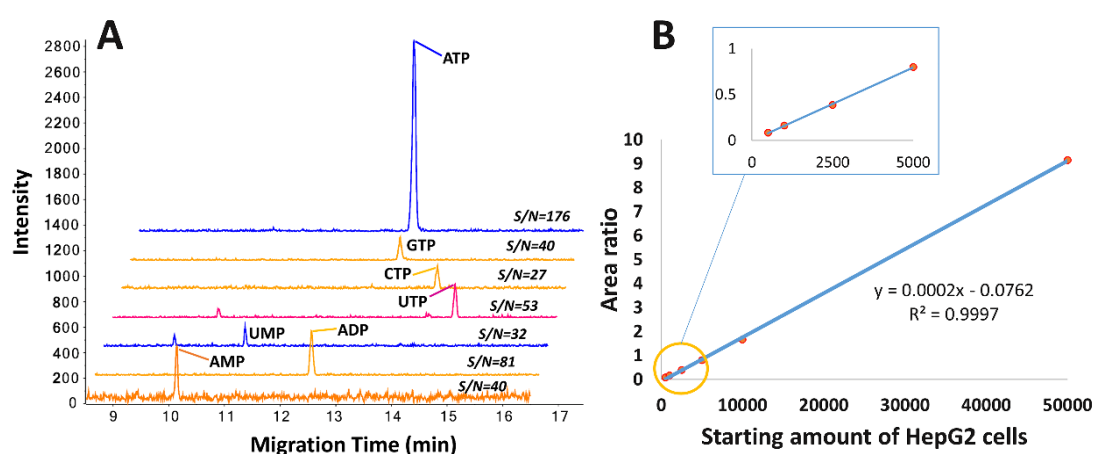 A
2800
2600
2400
2200
2000
1800
1600
1400
1200
1000
800
600
400
200
0
Intensity
ATP
S/N=176
GTP
S/N=40
CTP
S/N=27
UTP
S/N=53
UMP
S/N=32
ADP
AMP
S/N=81
S/N=40
9 10 11 12 13 14 15 16 17
Migration Time (min)
B
1
0.5
0
0 2500 5000
10
9
8
7
6
5
4
3
2
1
0
Area ratio
y = 0.0002x - 0.0762
R² = 0.9997
0 10000 20000 30000 40000 50000
Starting amount of HepG2 cells